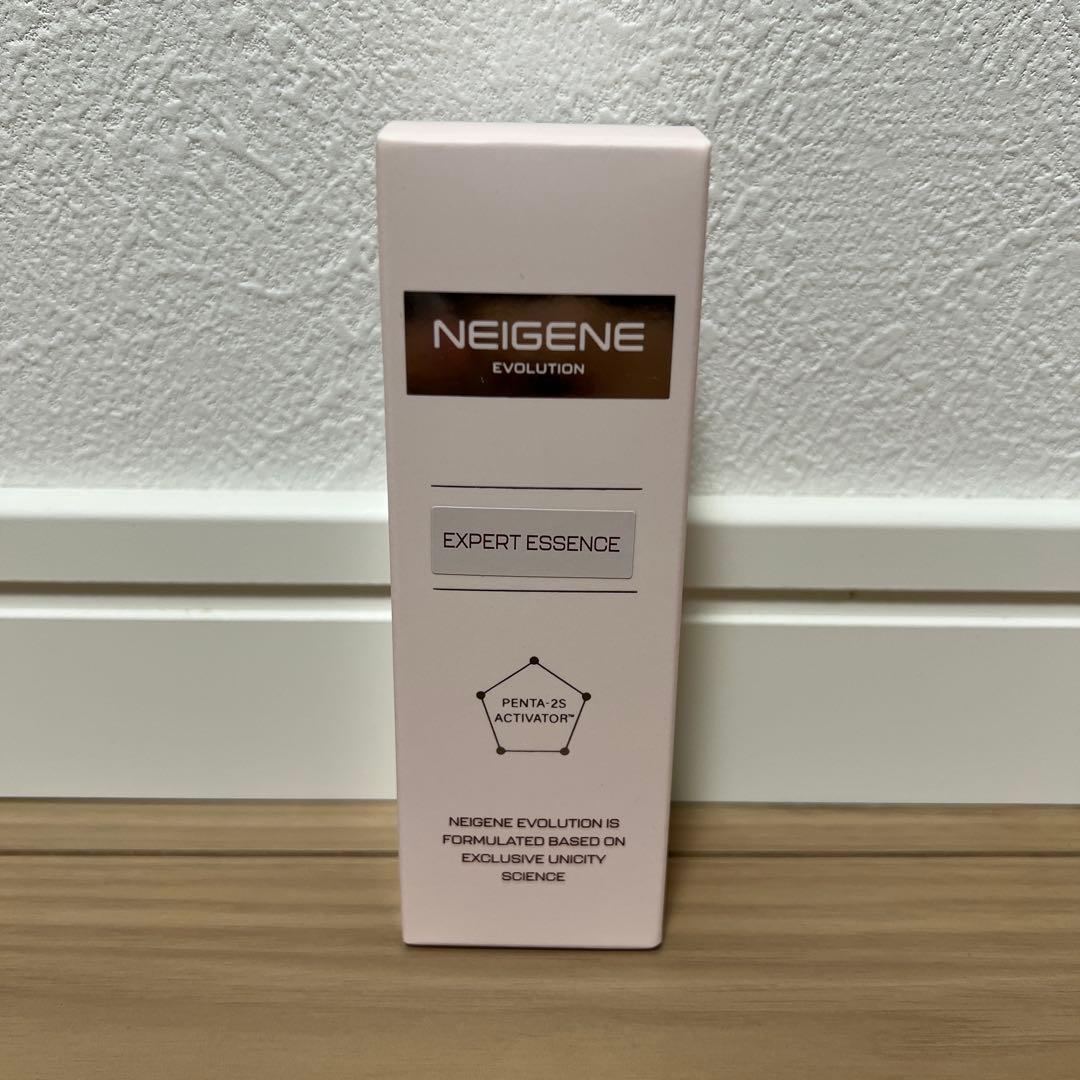 NEIGENE
EVOLUTION
EXPERT ESSENCE
PENTA-2S
ACTIVATOR™
NEIGENE EVOLUTION IS
FORMULATED BASED ON
EXCLUSIVE UNICITY
SCIENCE